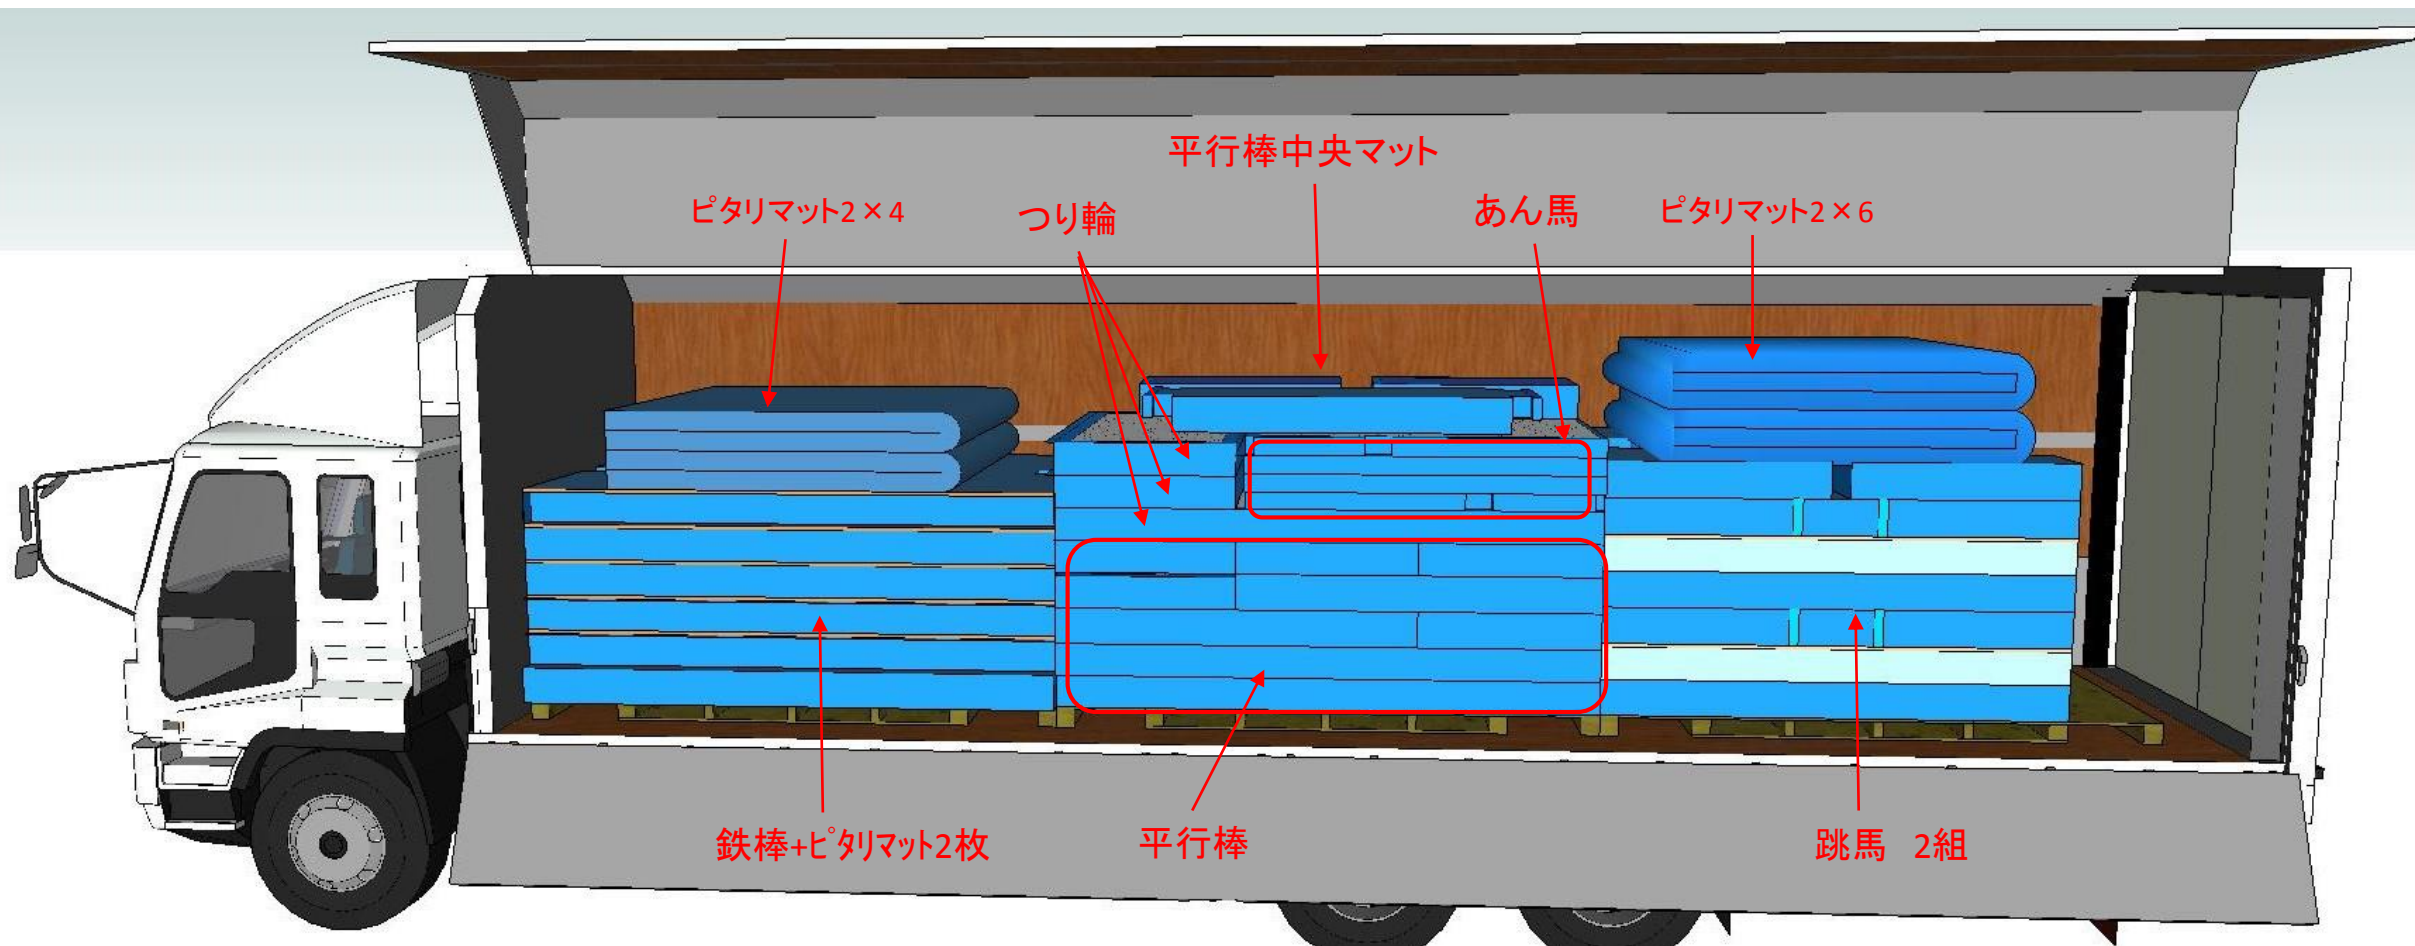 平行棒中央マット
ピタリマット2×4
つり輪
あん馬
ピタリマット2×6
鉄棒+ピタリマット2枚
平行棒
跳馬　2組